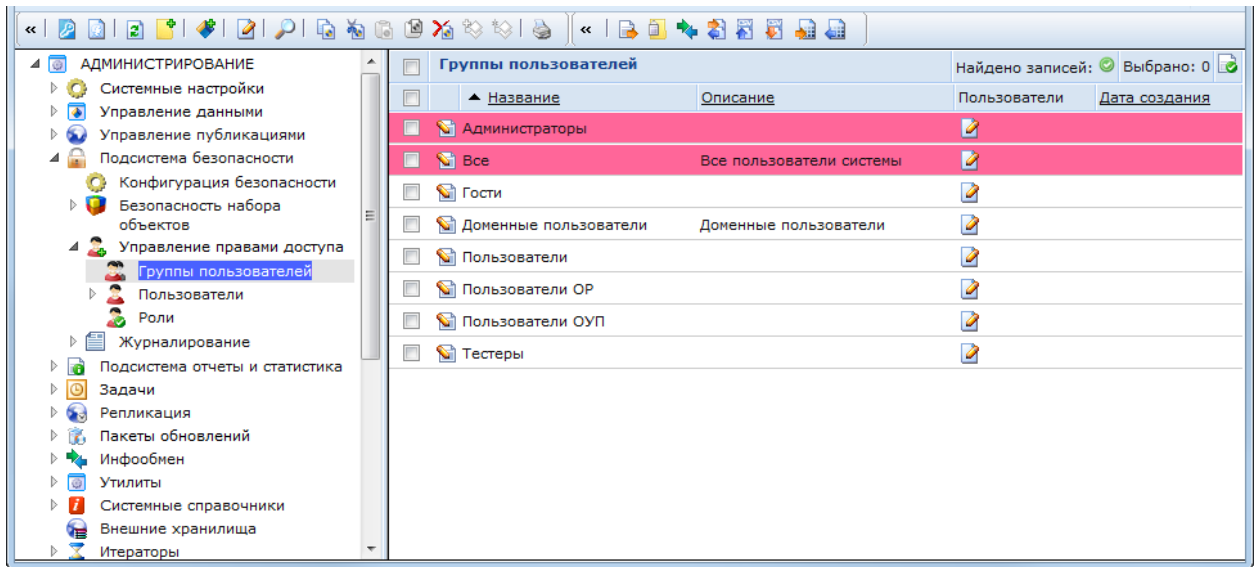 АДМИНИСТРИРОВАНИЕ
Системные настройки
Управление данными
Управление публикациями
Подсистема безопасности
Конфигурация безопасности
Безопасность набора
объектов
Управление правами доступа
Группы пользователей
Пользователи
Роли
Журналирование
Подсистема отчеты и статистика
Задачи
Репликация
Пакеты обновлений
Инфообмен
Утилиты
Системные справочники
Внешние хранилища
Итераторы
Группы пользователей Найдено записей: Выбрано: 0
Название Описание Пользователи Дата создания
Администраторы
Все Все пользователи системы
Гости
Доменные пользователи Доменные пользователи
Пользователи
Пользователи ОР
Пользователи ОУП
Тестеры